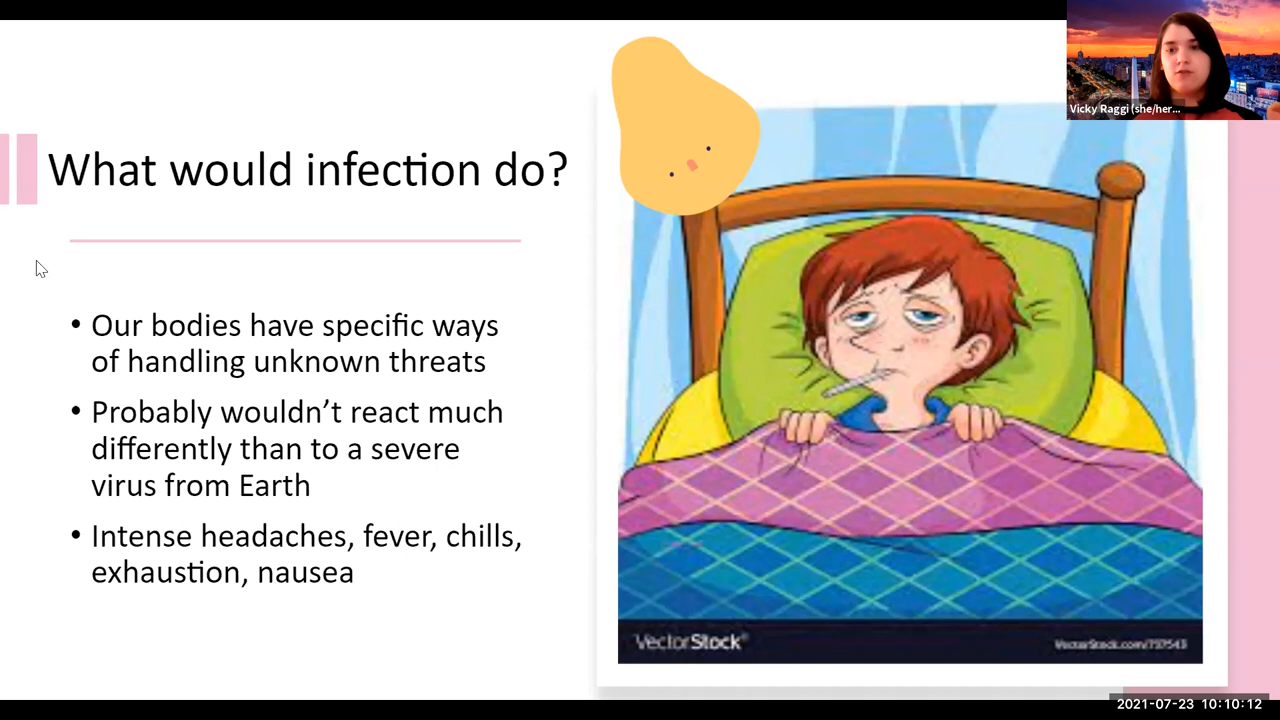 Vicky Raggi (she/her...
What would infection do?
• Our bodies have specific ways
of handling unknown threats
• Probably wouldn't react much
differently than to a severe
virus from Earth
• Intense headaches, fever, chills,
exhaustion, nausea
VectorStock®
VectorStock.com/797543
2021-07-23 10:10:12